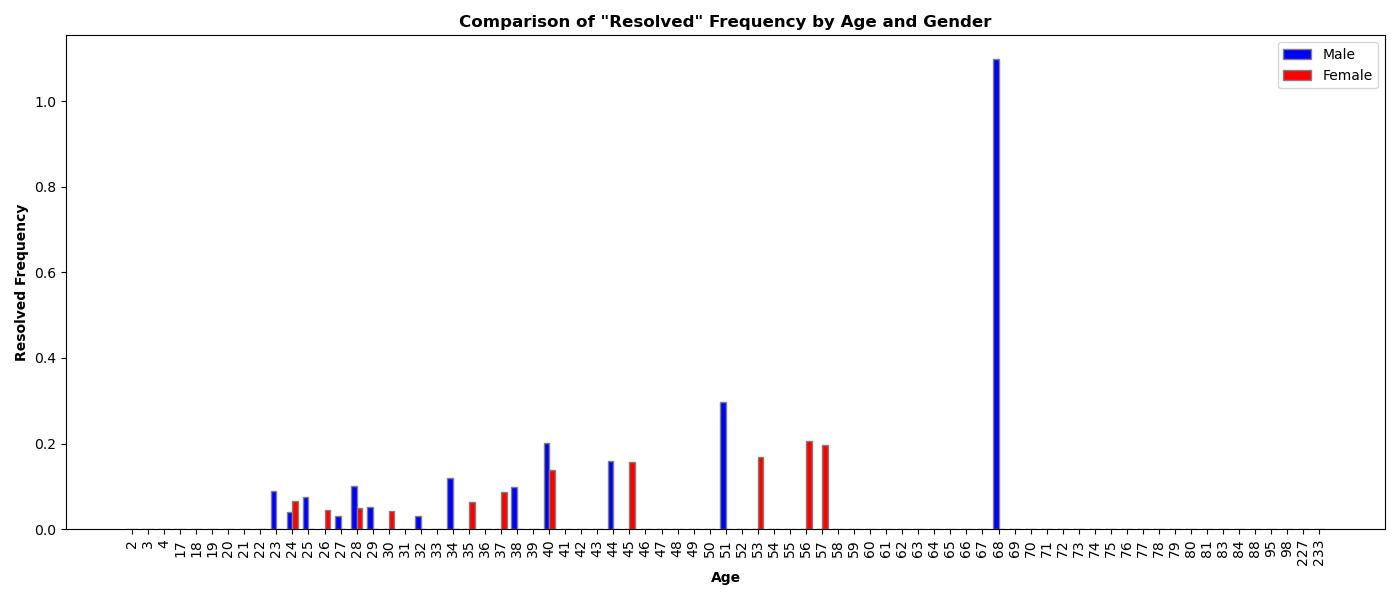 Comparison of "Resolved" Frequency by Age and Gender
Male
Female
1.0
0.8
0.6
0.4
0.2
0.0
Resolved Frequency
2 3 4 17 18 19 20 21 22 23 24 25 26 27 28 29 30 31 32 33 34 35 36 37 38 39 40 41 42 43 44 45 46 47 48 49 50 51 52 53 54 55 56 57 58 59 60 61 62 63 64 65 66 67 68 69 70 71 72 73 74 75 76 77 78 79 80 81 83 84 88 95 98 227 233
Age